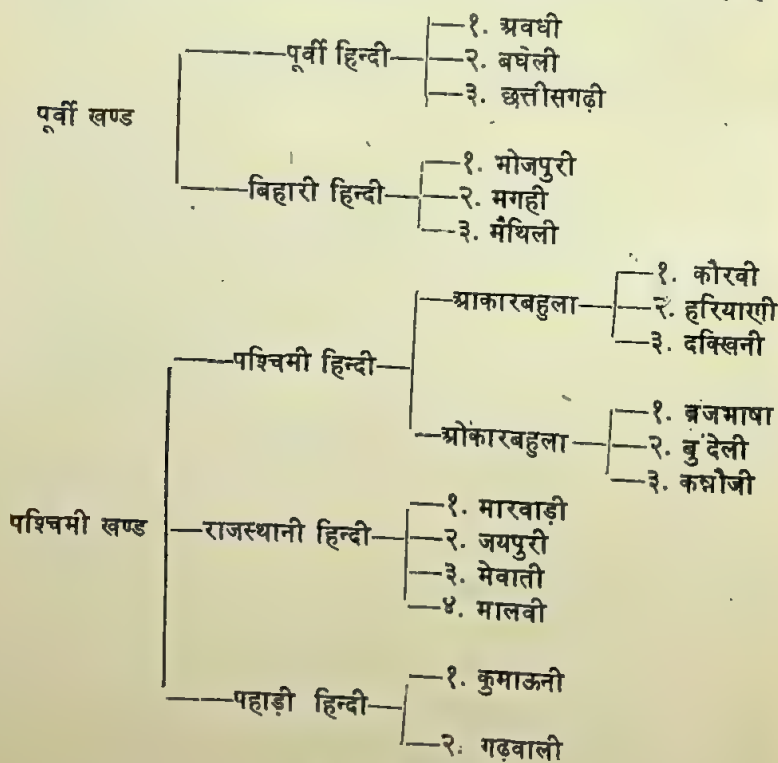 पूर्वी खण्ड
पूर्वी हिन्दी
१. अवधी
२. बघेली
३. छत्तीसगढ़ी
बिहारी हिन्दी
१. भोजपुरी
२. मगही
३. मैथिली
पश्चिमी खण्ड
पश्चिमी हिन्दी
आकारबहुला
१. कौरवी
२. हरियाणी
३. दक्खिनी
ओकारबहुला
१. ब्रजभाषा
२. बुंदेली
३. कन्नौजी
राजस्थानी हिन्दी
१. मारवाड़ी
२. जयपुरी
३. मेवाती
४. मालवी
पहाड़ी हिन्दी
१. कुमाऊनी
२. गढ़वाली